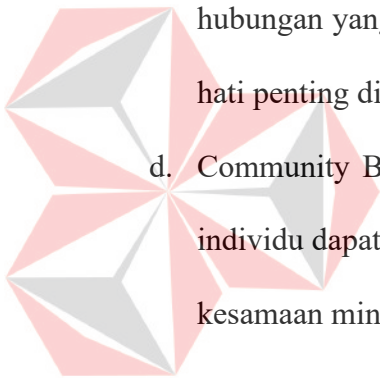 hubungan yang
hati penting di
d. Community B
individu dapat
kesamaan min